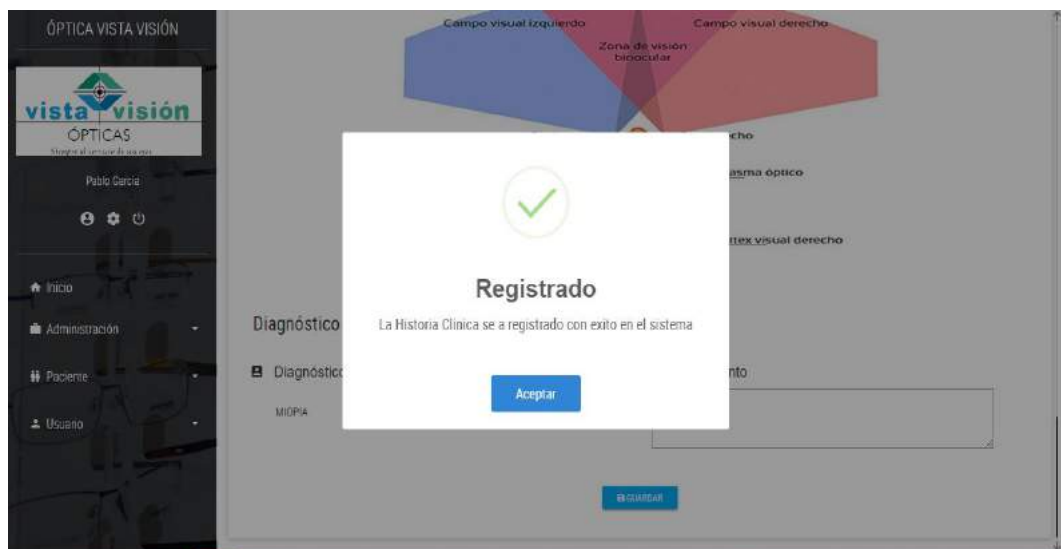 ÓPTICA VISTA VISIÓN
vista visión
ÓPTICAS
Pablo Garcia
Inicio
Administración
Paciente
Usuario
Campo visual izquierdo
Campo visual derecho
Zona de visión
binocular
cho
asma óptico
rtex visual derecho
Registrado
La Historia Clinica se a registrado con exito en el sistema
Aceptar
Diagnóstico
Diagnóstico
nto
MIOPIA
GUARDAR